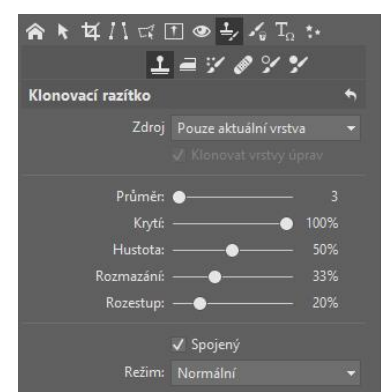 Klonovací razítko
Zdroj Pouze aktuální vrstva
Klonovat vrstvy úprav
Průměr: 3
Krytí: 100%
Hustota: 50%
Rozmazání: 33%
Rozestup: 20%
Spojený
Režim: Normální